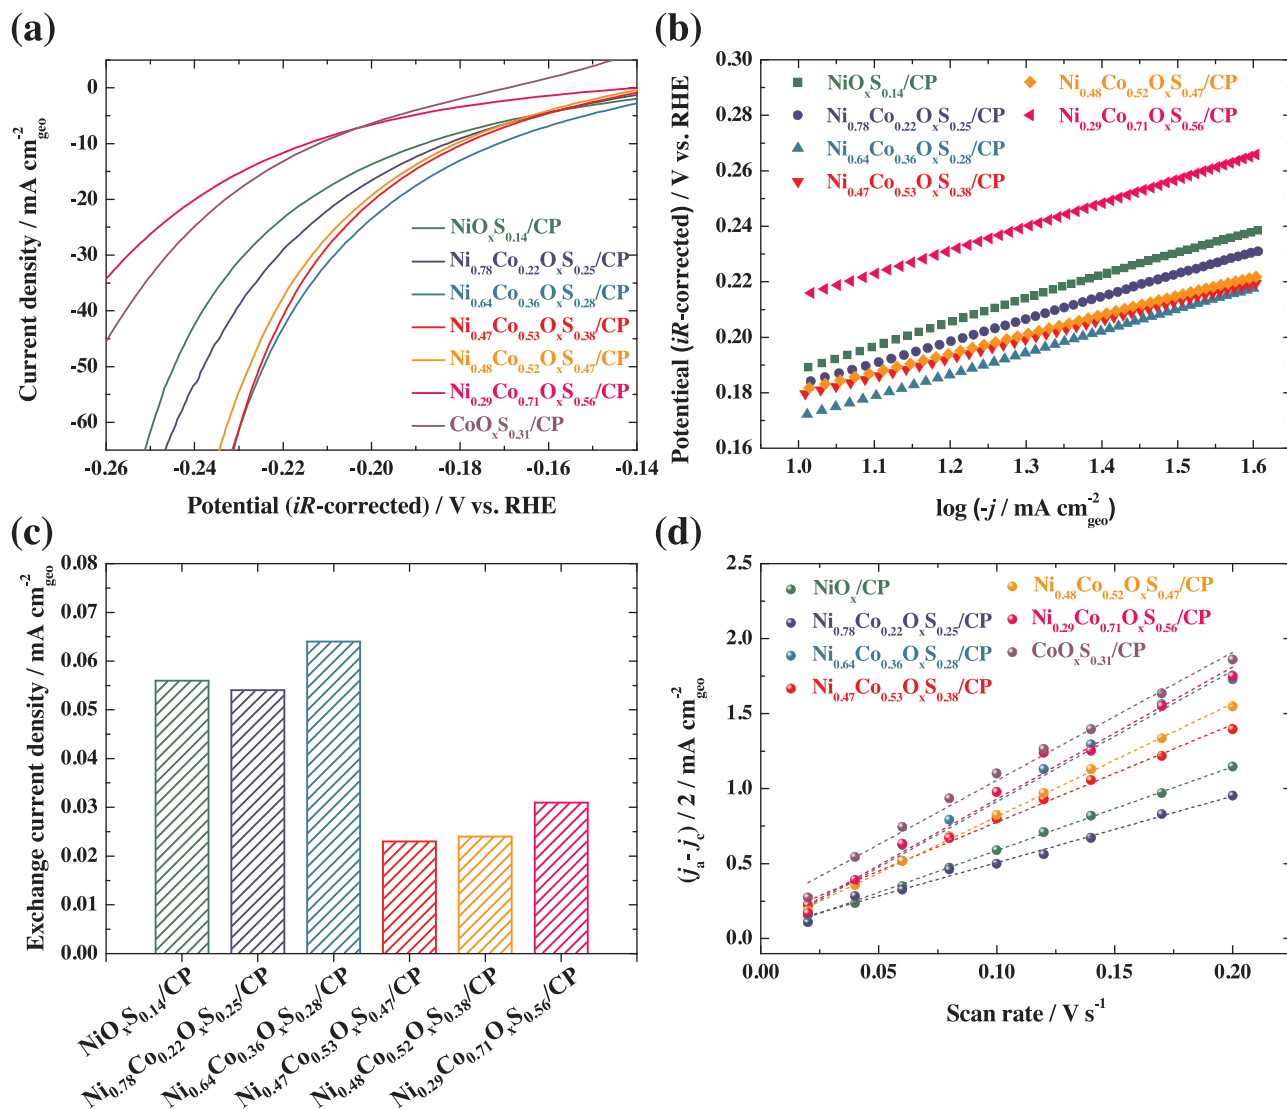 (a)
Current density / mA cm-2geo
0
-10
-20
-30
-40
-50
-60
-0.26 -0.24 -0.22 -0.20 -0.18 -0.16 -0.14
Potential (iR-corrected) / V vs. RHE
NiOxS0.14/CP
Ni0.78Co0.22OxS0.25/CP
Ni0.64Co0.36OxS0.28/CP
Ni0.47Co0.53OxS0.38/CP
Ni0.48Co0.52OxS0.47/CP
Ni0.29Co0.71OxS0.56/CP
CoOxS0.31/CP
(b)
Potentieal (iR-corrected) / V vs. RHE
0.30
0.28
0.26
0.24
0.22
0.20
0.18
0.16
1.0 1.1 1.2 1.3 1.4 1.5 1.6
log (-j / mA cm-2geo)
NiOxS0.14/CP
Ni0.78Co0.22OxS0.25/CP
Ni0.64Co0.36OxS0.28/CP
Ni0.47Co0.53OxS0.38/CP
Ni0.48Co0.52OxS0.47/CP
Ni0.29Co0.71OxS0.56/CP
(c)
Exchange current density / mA cm-2geo
0.08
0.07
0.06
0.05
0.04
0.03
0.02
0.01
0.00
NiOxS0.14/CP
Ni0.78Co0.22OxS0.25/CP
Ni0.64Co0.36OxS0.28/CP
Ni0.47Co0.53OxS0.47/CP
Ni0.48Co0.52OxS0.38/CP
Ni0.29Co0.71OxS0.56/CP
(d)
(ja - jc) / 2 / mA cm-2geo
2.5
2.0
1.5
1.0
0.5
0.0
0.00 0.05 0.10 0.15 0.20
Scan rate / V s-1
NiOx/CP
Ni0.78Co0.22OxS0.25/CP
Ni0.64Co0.36OxS0.28/CP
Ni0.47Co0.53OxS0.38/CP
Ni0.48Co0.52OxS0.47/CP
Ni0.29Co0.71OxS0.56/CP
CoOxS0.31/CP